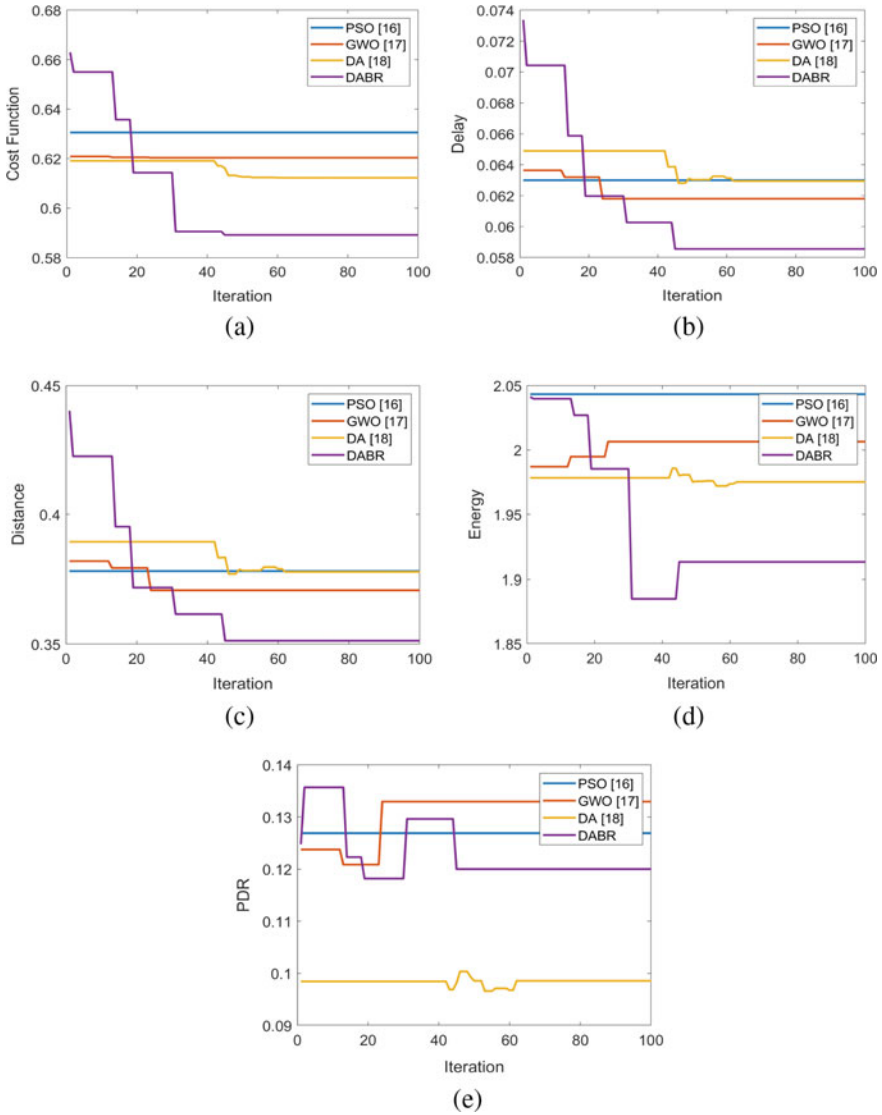 0.68
0.66
0.64
0.62
0.6
0.58
Cost Function
0 20 40 60 80 100
Iteration
PSO [16]
GWO [17]
DA [18]
DABR
(a)
0.074
0.072
0.07
0.068
0.066
0.064
0.062
0.06
0.058
Delay
0 20 40 60 80 100
Iteration
PSO [16]
GWO [17]
DA [18]
DABR
(b)
0.45
0.4
0.35
Distance
0 20 40 60 80 100
Iteration
PSO [16]
GWO [17]
DA [18]
DABR
(c)
2.05
2
1.95
1.9
1.85
Energy
0 20 40 60 80 100
Iteration
PSO [16]
GWO [17]
DA [18]
DABR
(d)
0.14
0.13
0.12
0.11
0.1
0.09
PDR
0 20 40 60 80 100
Iteration
PSO [16]
GWO [17]
DA [18]
DABR
(e)